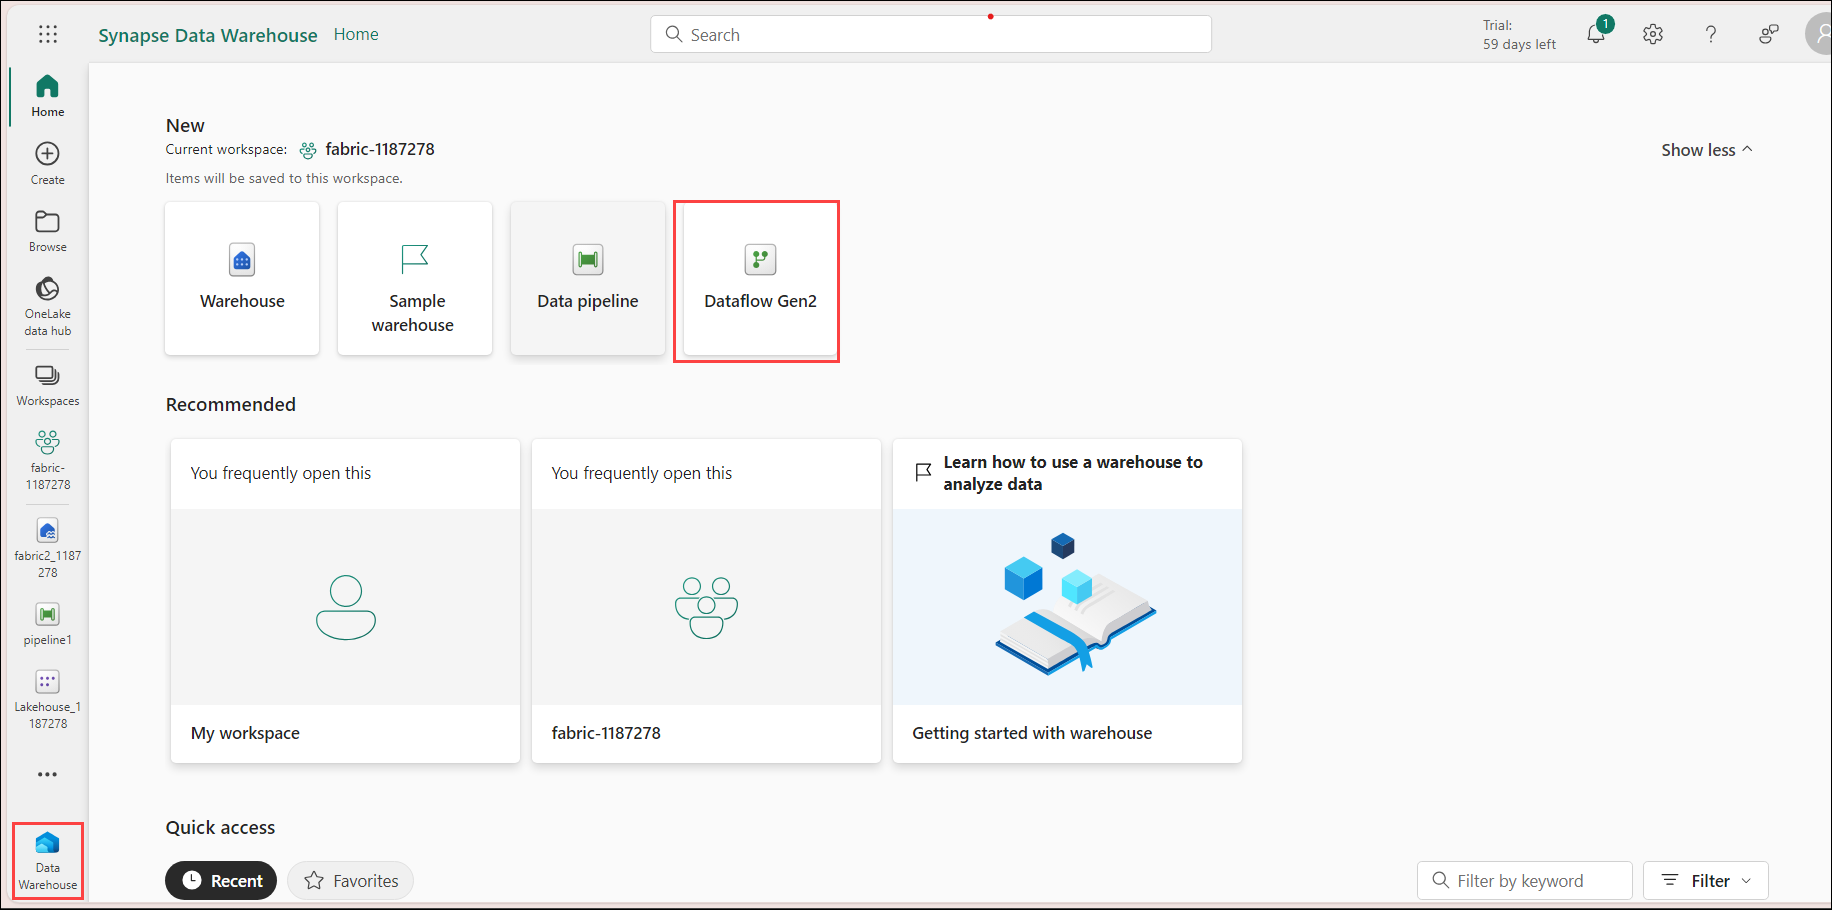 Synapse Data Warehouse Home
Search
Trial:
59 days left
1
Home
Create
Browse
OneLake
data hub
Workspaces
fabric-
1187278
fabric2_1187
278
pipeline1
Lakehouse_1
187278
Data
Warehouse
New
Current workspace: fabric-1187278
Items will be saved to this workspace.
Show less
Warehouse
Sample
warehouse
Data pipeline
Dataflow Gen2
Recommended
You frequently open this
My workspace
You frequently open this
fabric-1187278
Learn how to use a warehouse to
analyze data
Getting started with warehouse
Quick access
Recent
Favorites
Filter by keyword
Filter